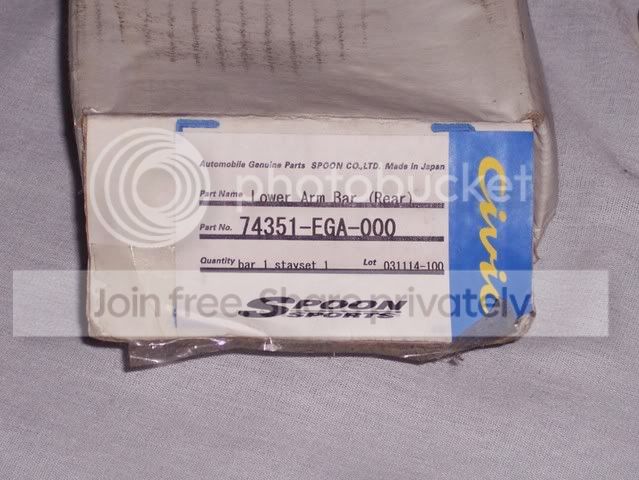 Automobile Genuine Parts SPOON CO.,LTD. Made in Japan
Part Name Lower Arm Bar (Rear)
Part No. 74351-EGA-000
Quantity bar 1 stayset 1 Lot 031114-100
SPOON
SPORTS
Civic
photobucket
Join free. Share privately.